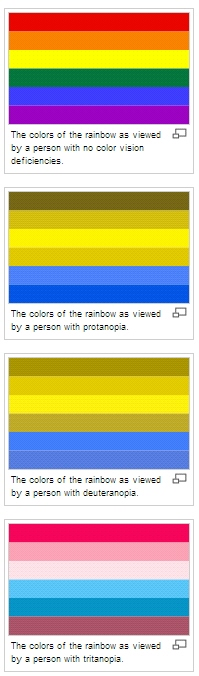 The colors of the rainbow as viewed
by a person with no color vision
deficiencies.
The colors of the rainbow as viewed
by a person with protanopia.
The colors of the rainbow as viewed
by a person with deuteranopia.
The colors of the rainbow as viewed
by a person with tritanopia.